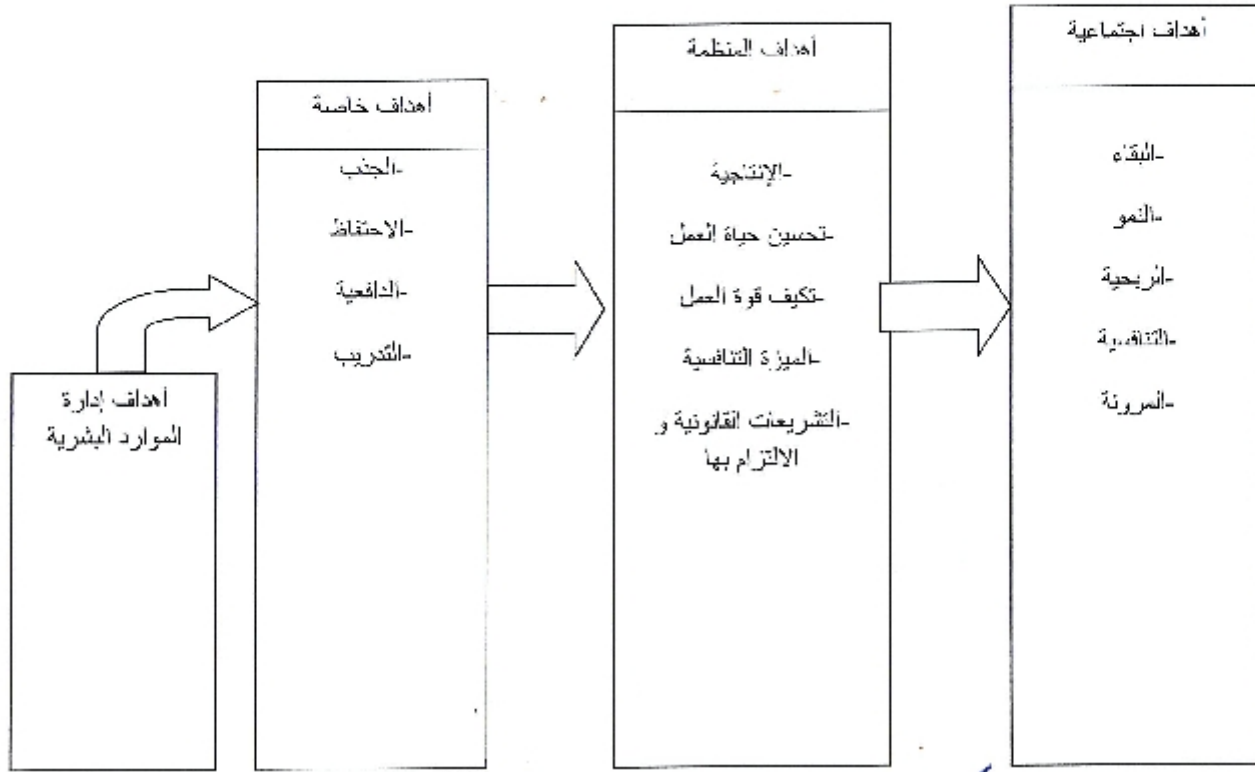 أهداف اجتماعية
-البقاء
-النمو
-الربحية
-التنافسية
-المرونة
أهداف المنظمة
-الإنتاجية
-تحسين حياة العمل
-تكيف قوة العمل
-الميزة التنافسية
-التشريعات القانونية و
الالتزام بها
أهداف خاصة
-الجذب
-الاحتفاظ
-الدافعية
-التدريب
أهداف إدارة
الموارد البشرية